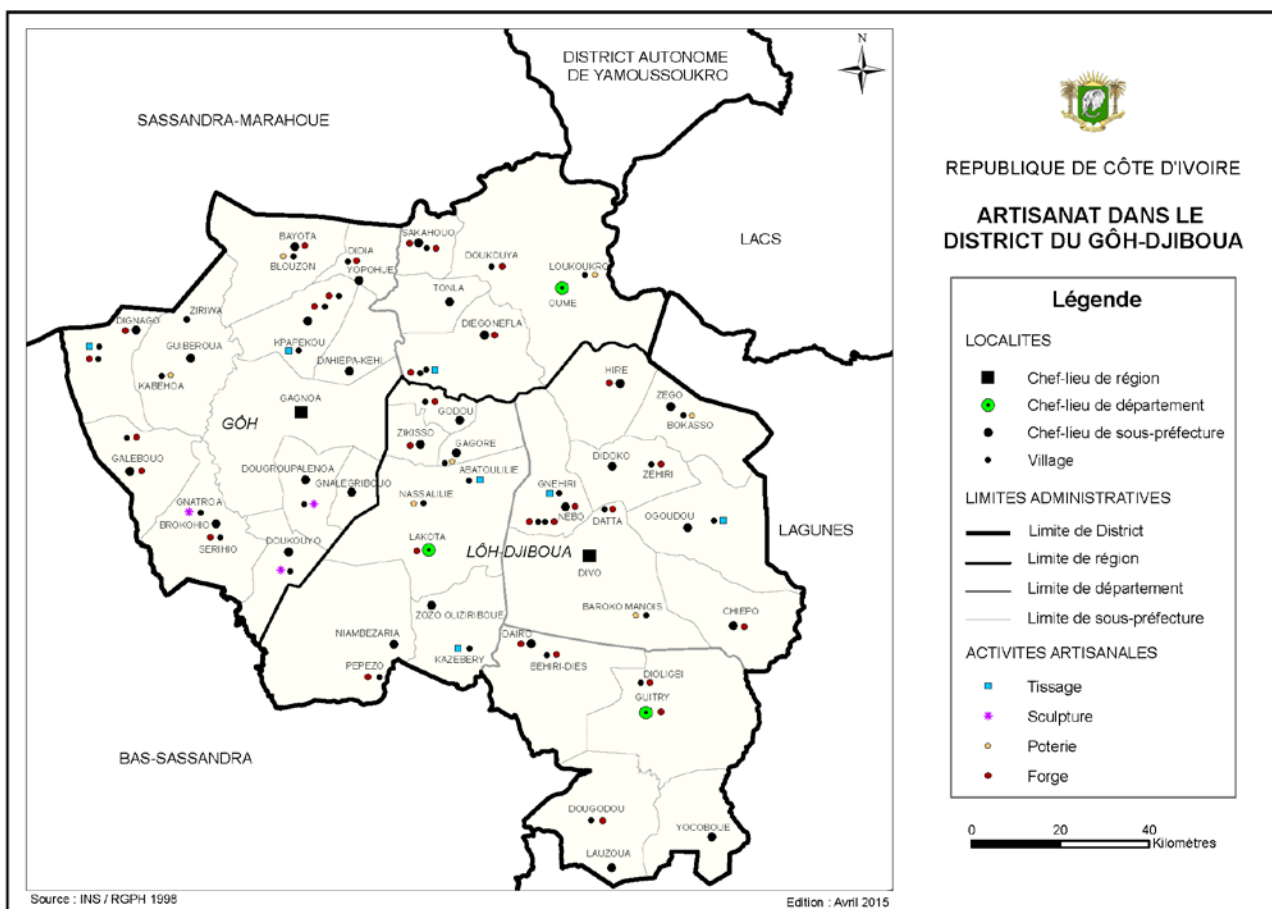 N
DISTRICT AUTONOME
DE YAMOUSSOUKRO
SASSANDRA-MARAHOUE
LACS
SAKAHOUO
BAYOTA
DIDIA
BLOUZON
YOPOHUE
DOUKOUYA
LOUKOUKRO
TONLA
OUME
ZIRIWA
DIGNAGO
DIEGONEFLA
GUIBEROUA
KPAPEKOU
DAHIEPA-KEHI
KABEHOA
HIRE
ZEGO
GAGNOA
GODOU
BOKASSO
GÔH
ZIKISSO
GAGORE
DIDOKO
GALEBOUO
ABATOULILIE
ZEHIRI
DOUGROUPALENOA
GNALEGRIBOUO
GNEHIRI
NASSALILIE
GNATROA
NEBO
DATTA
OGOUDOU
BROKOHIO
LAGUNES
LAKOTA
DOUKOUYO
SERIHIO
LÔH-DJIBOUA
DIVO
ZOZO OLIZIRIBOUE
BAROKO MANOIS
CHIEPO
NIAMBEZARIA
DAIRO
KAZEBERY
BEHIRI-DIES
PEPEZO
DIOLIGBI
GUITRY
BAS-SASSANDRA
DOUGODOU
YOCOBOUE
LAUZOUA
Source : INS / RGPH 1998
Edition : Avril 2015
REPUBLIQUE DE CÔTE D'IVOIRE
ARTISANAT DANS LE
DISTRICT DU GÔH-DJIBOUA
Légende
LOCALITES
Chef-lieu de région
Chef-lieu de département
Chef-lieu de sous-préfecture
Village
LIMITES ADMINISTRATIVES
Limite de District
Limite de région
Limite de département
Limite de sous-préfecture
ACTIVITES ARTISANALES
Tissage
Sculpture
Poterie
Forge
0 20 40
Kilomètres